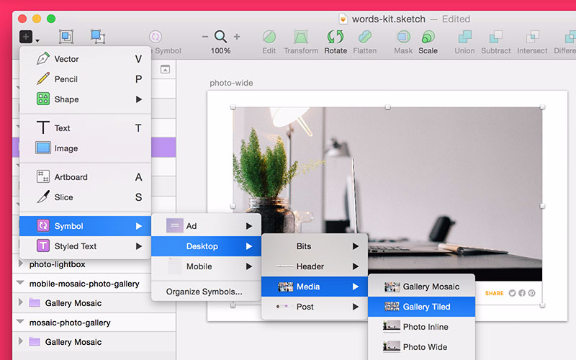 words-kit.sketch — Edited
Symbol
100%
Edit
Transform
Rotate
Flatten
Mask
Scale
Union
Subtract
Intersect
Vector V
Pencil P
Shape
Text T
Image
Artboard A
Slice S
Symbol
Styled Text
Ad
Desktop
Mobile
Organize Symbols...
Bits
Header
Media
Post
Gallery Mosaic
Gallery Tiled
Photo Inline
Photo Wide
photo-wide
SHARE
photo-lightbox
mobile-mosaic-photo-gallery
Gallery Mosaic
mosaic-photo-gallery
Gallery Mosaic